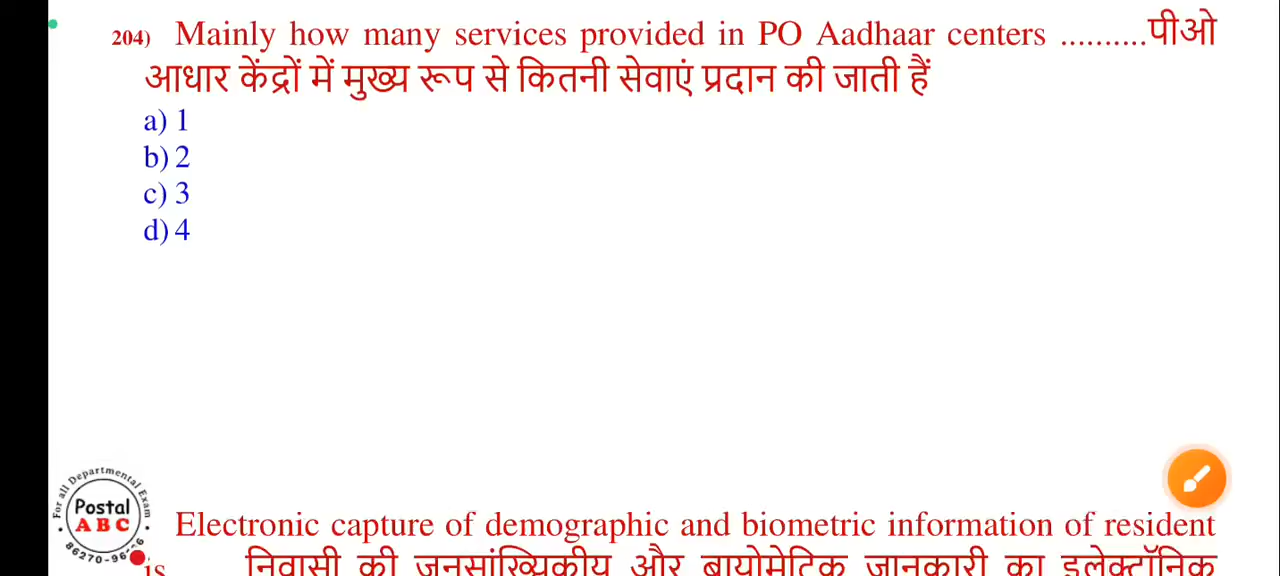 204) Mainly how many services provided in PO Aadhaar centers ..........पीओ
आधार केंद्रों में मुख्य रूप से कितनी सेवाएं प्रदान की जाती हैं
a) 1
b) 2
c) 3
d) 4
For all Departmental Exam
Postal
A B C
Electronic capture of demographic and biometric information of resident
is निवासी की जनसांख्यिकीय और बायोमेट्रिक जानकारी का इलेक्ट्रॉनिक